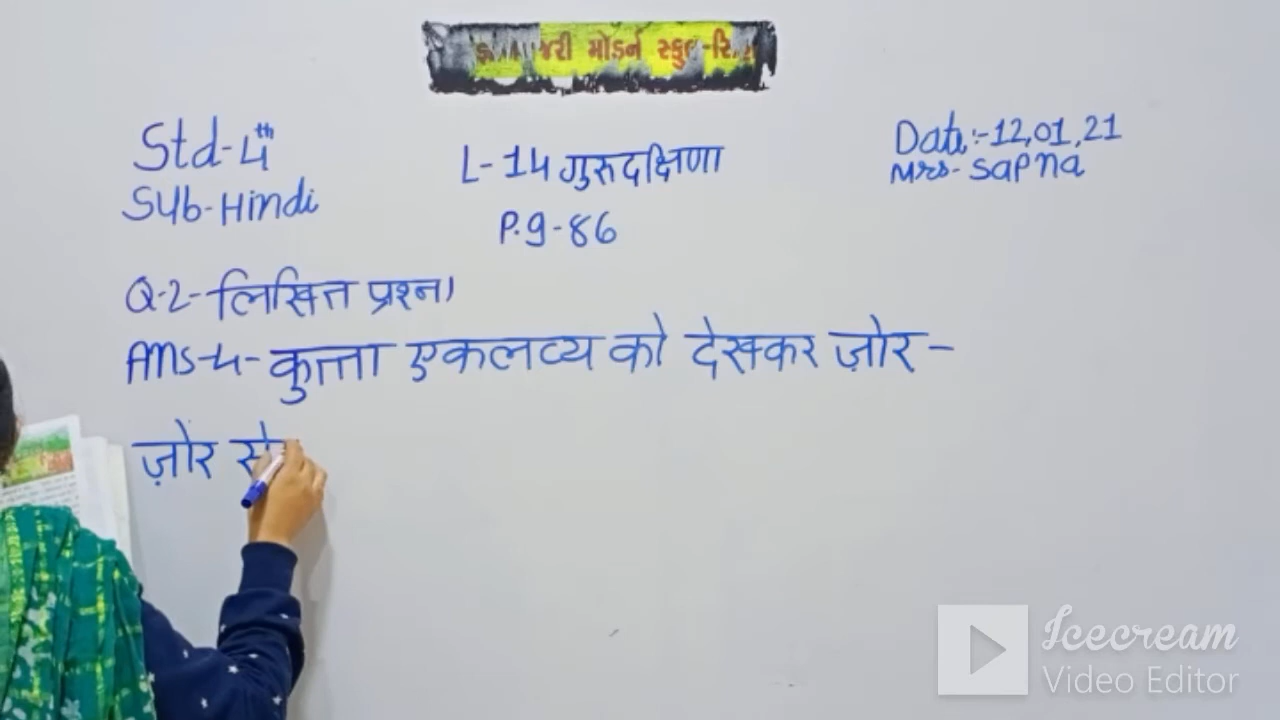 મોડર્ન સ્કુલ
Std-4th
Sub-Hindi
L-14 गुरुदक्षिणा
P.g-86
Date:-12,01,21
Mrs-Sapna
Q-2-लिखित प्रश्न।
Ans-4-कुत्ता एकलव्य को देखकर ज़ोर-
ज़ोर से
Icecream
Video Editor